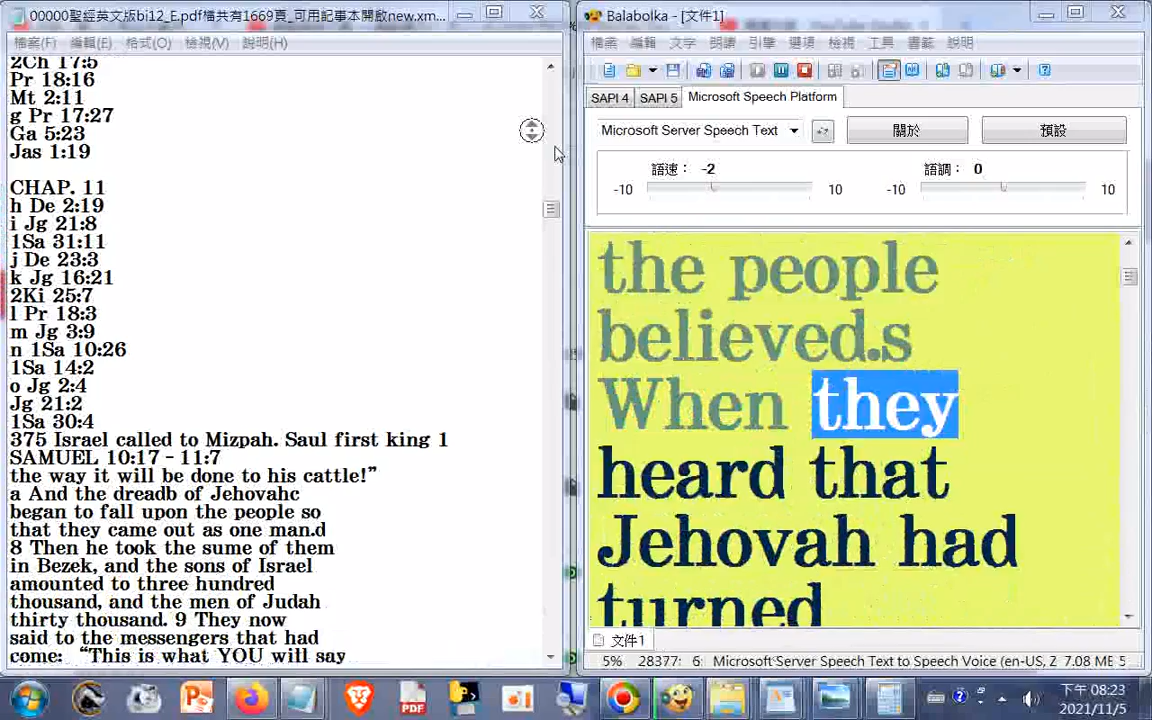 00000聖經英文版bi12_E.pdf檔共有1669頁_可用記事本開啟new.xm...
檔案(F) 編輯(E) 格式(O) 檢視(V) 說明(H)
2Ch 17:5
Pr 18:16
Mt 2:11
g Pr 17:27
Ga 5:23
Jas 1:19
CHAP. 11
h De 2:19
i Jg 21:8
1Sa 31:11
j De 23:3
k Jg 16:21
2Ki 25:7
l Pr 18:3
m Jg 3:9
n 1Sa 10:26
1Sa 14:2
o Jg 2:4
Jg 21:2
1Sa 30:4
375 Israel called to Mizpah. Saul first king 1
SAMUEL 10:17 - 11:7
the way it will be done to his cattle!”
a And the dreadb of Jehovahc
began to fall upon the people so
that they came out as one man.d
8 Then he took the sume of them
in Bezek, and the sons of Israel
amounted to three hundred
thousand, and the men of Judah
thirty thousand. 9 They now
said to the messengers that had
come: “This is what YOU will say
Balabolka - [文件1]
檔案 編輯 文字 朗讀 引擎 選項 檢視 工具 書籤 說明
SAPI 4 SAPI 5 Microsoft Speech Platform
Microsoft Server Speech Text 關於 預設
語速： -2 語調： 0
-10 10 -10 10
the people
believed.s
When they
heard that
Jehovah had
turned
文件1
5% 28377: 6: Microsoft Server Speech Text to Speech Voice (en-US, Z 7.08 MB 5
PDF
下午 08:23
2021/11/5